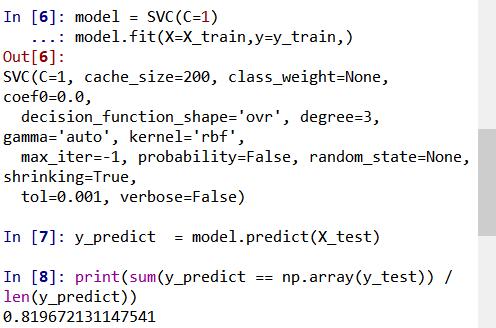 In [6]: model = SVC(C=1)
   ...: model.fit(X=X_train,y=y_train,)
Out[6]:
SVC(C=1, cache_size=200, class_weight=None,
coef0=0.0,
  decision_function_shape='ovr', degree=3,
gamma='auto', kernel='rbf',
  max_iter=-1, probability=False, random_state=None,
shrinking=True,
  tol=0.001, verbose=False)
In [7]: y_predict  = model.predict(X_test)
In [8]: print(sum(y_predict == np.array(y_test)) /
len(y_predict))
0.819672131147541